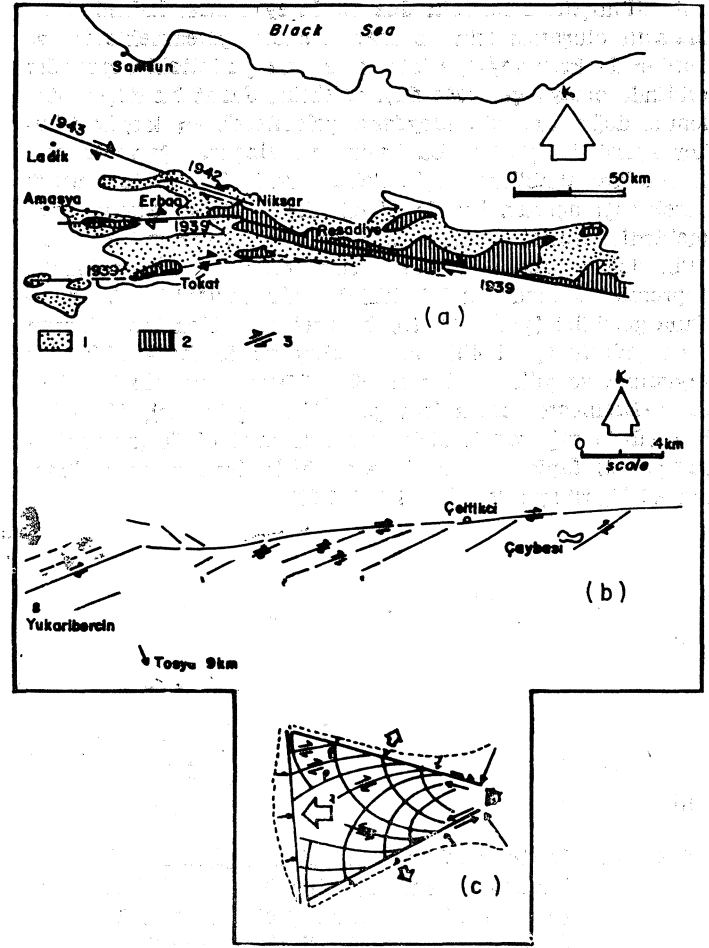 Black Sea
Samsun
K
1943
Ladik
0 50 km
1942
Amasya Erbaa Niksar
1939 Reşadiye
1939
Tokat
1939
(a)
1 2 3
K
0 4 km
scale
Çeltikci
Çaybası
(b)
Yukaribercin
Tosya 9km
(c)